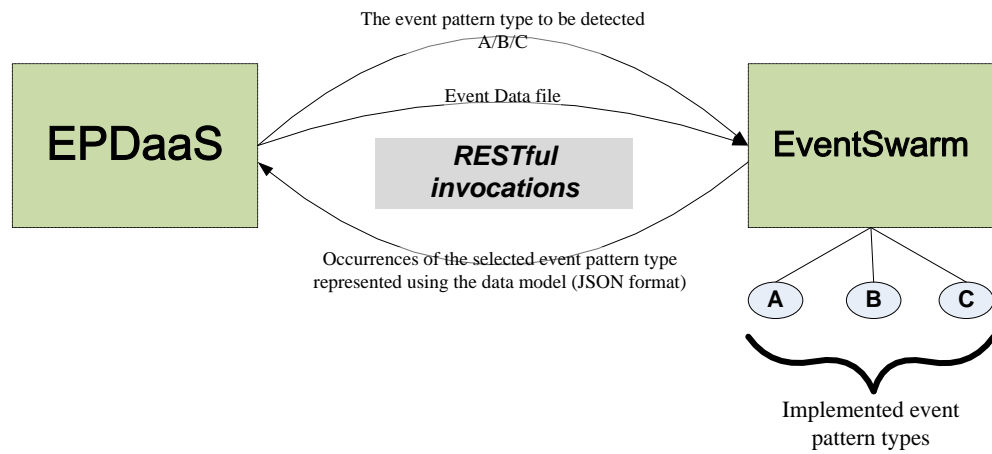 The event pattern type to be detected
A/B/C
Event Data file
EPDaaS
RESTful
invocations
EventSwarm
Occurrences of the selected event pattern type
represented using the data model (JSON format)
A
B
C
Implemented event
pattern types